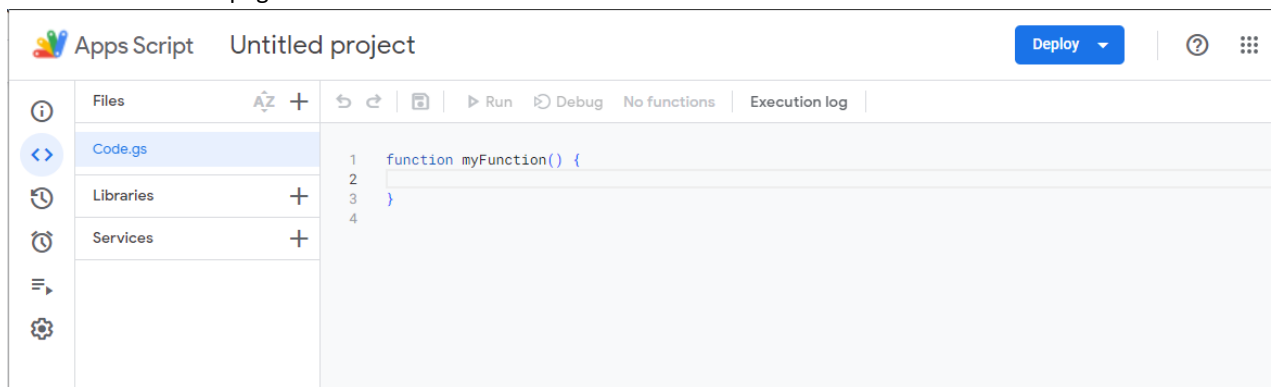 Apps Script Untitled project Deploy
Files AZ Run Debug No functions Execution log
Code.gs
1 function myFunction() {
2
3 }
4
Libraries
Services